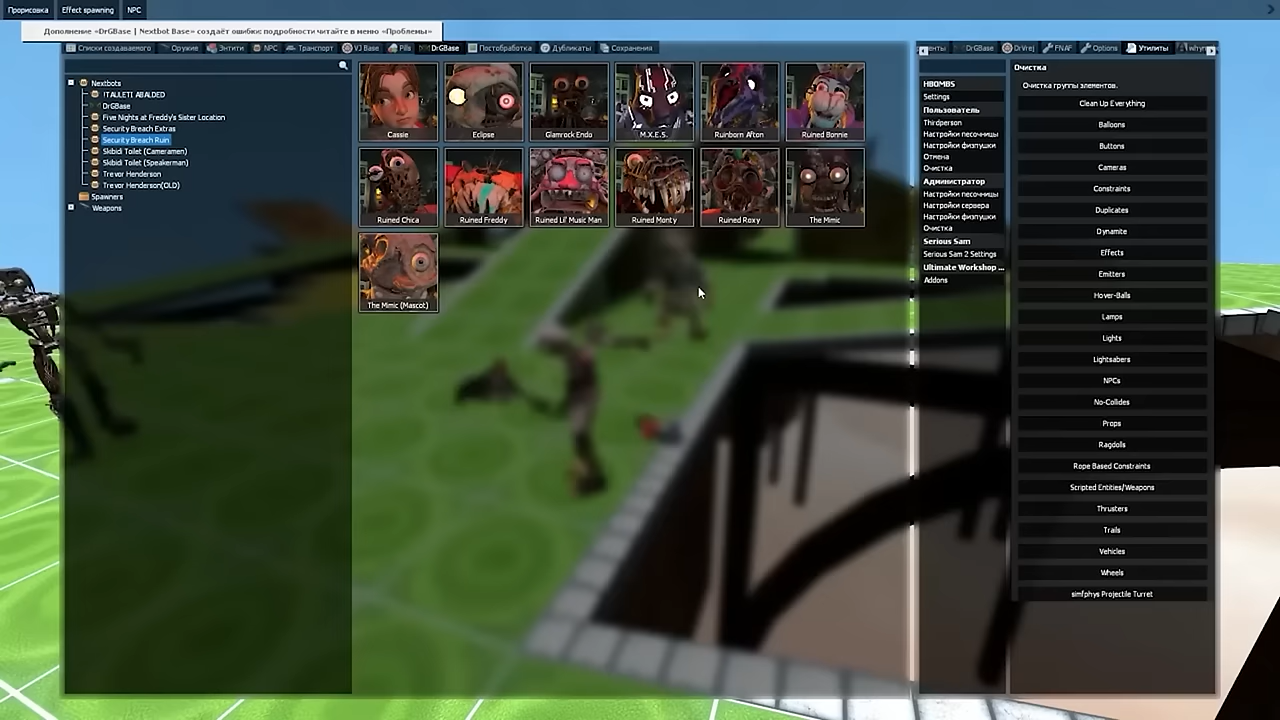 Прорисовка Effect spawning NPC
Дополнение «DrGBase | Nextbot Base» создаёт ошибки: подробности читайте в меню «Проблемы»
Списки создаваемого Оружие Энтити NPC Транспорт VJ Base Pills DrGBase Постобработка Дубликаты Сохранения
DrGBase DrVrej FNAF Options Утилиты
Nextbots
DrGBase
Five Nights at Freddy's Sister Location
Security Breach Extras
Security Breach Ruin
Skibidi Toilet (Cameramen)
Skibidi Toilet (Speakerman)
Trevor Henderson
Trevor Henderson(OLD)
Spawners
Weapons
Cassie Eclipse Glamrock Endo M.X.E.S. Ruinborn Afton Ruined Bonnie
Ruined Chica Ruined Freddy Ruined Lil' Music Man Ruined Monty Ruined Roxy The Mimic
The Mimic (Mascot)
HBOMBS
Settings
Пользователь
Thirdperson
Настройки песочницы
Настройки физпушки
Отмена
Очистка
Администратор
Настройки песочницы
Настройки сервера
Настройки физпушки
Очистка
Serious Sam
Serious Sam 2 Settings
Ultimate Workshop ...
Addons
Очистка
Очистка группы элементов.
Clean Up Everything
Balloons
Buttons
Cameras
Constraints
Duplicates
Dynamite
Effects
Emitters
Hover-Balls
Lamps
Lights
Lightsabers
NPCs
No-Collides
Props
Ragdolls
Rope Based Constraints
Scripted Entities/Weapons
Thrusters
Trails
Vehicles
Wheels
simfphys Projectile Turret